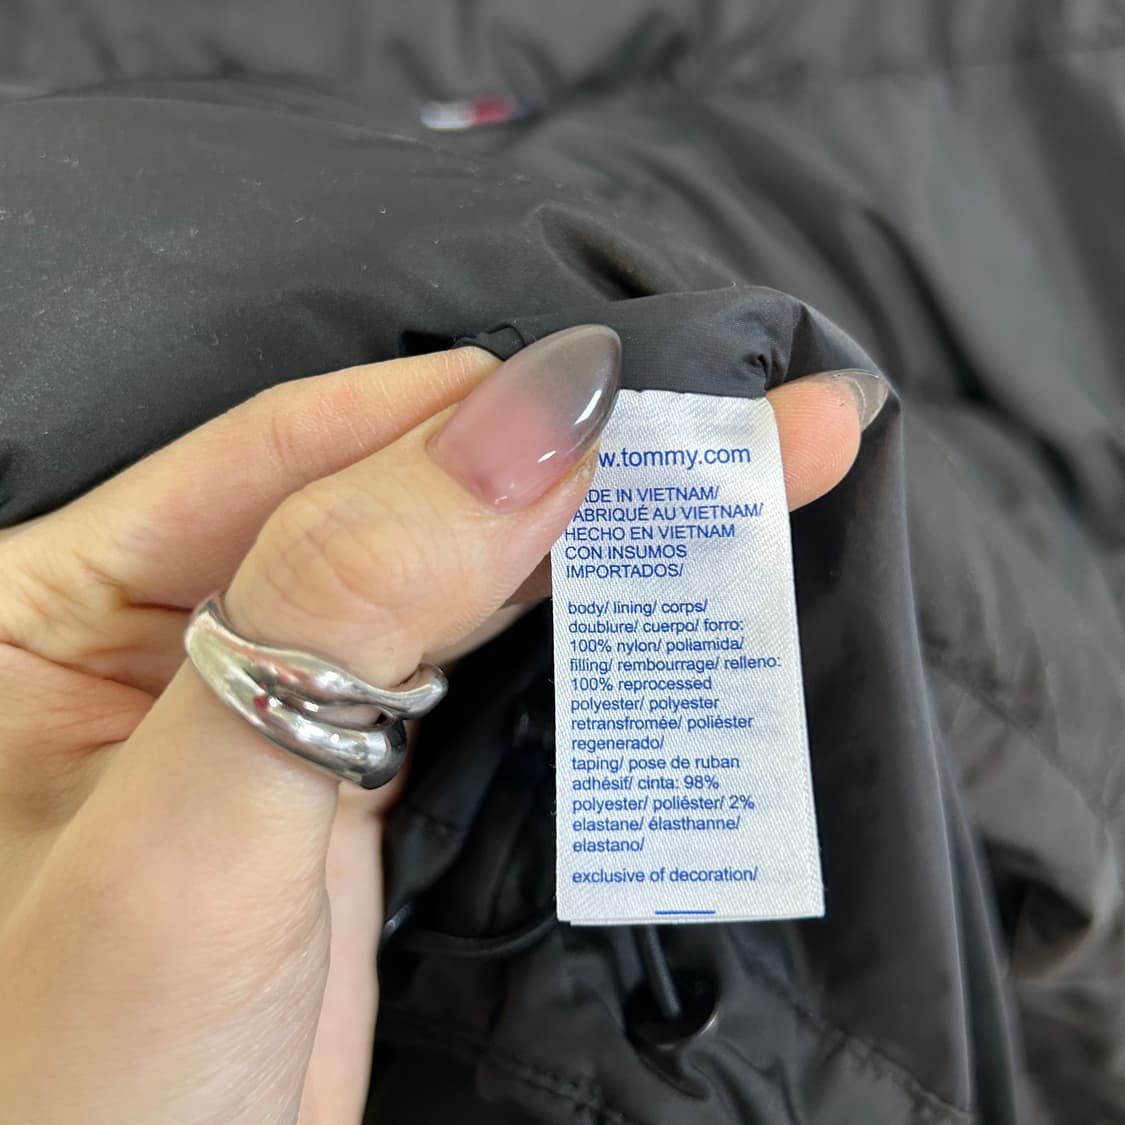 w.tommy.com
ADE IN VIETNAM/
ABRIQUÉ AU VIETNAM/
HECHO EN VIETNAM
CON INSUMOS
IMPORTADOS/
body/ lining/ corps/
doublure/ cuerpo/ forro:
100% nylon/ poliamida/
filling/ rembourrage/ relleno:
100% reprocessed
polyester/ polyester
retransfromée/ poliéster
regenerado/
taping/ pose de ruban
adhésif/ cinta: 98%
polyester/ poliéster/ 2%
elastane/ élasthanne/
elastano/
exclusive of decoration/